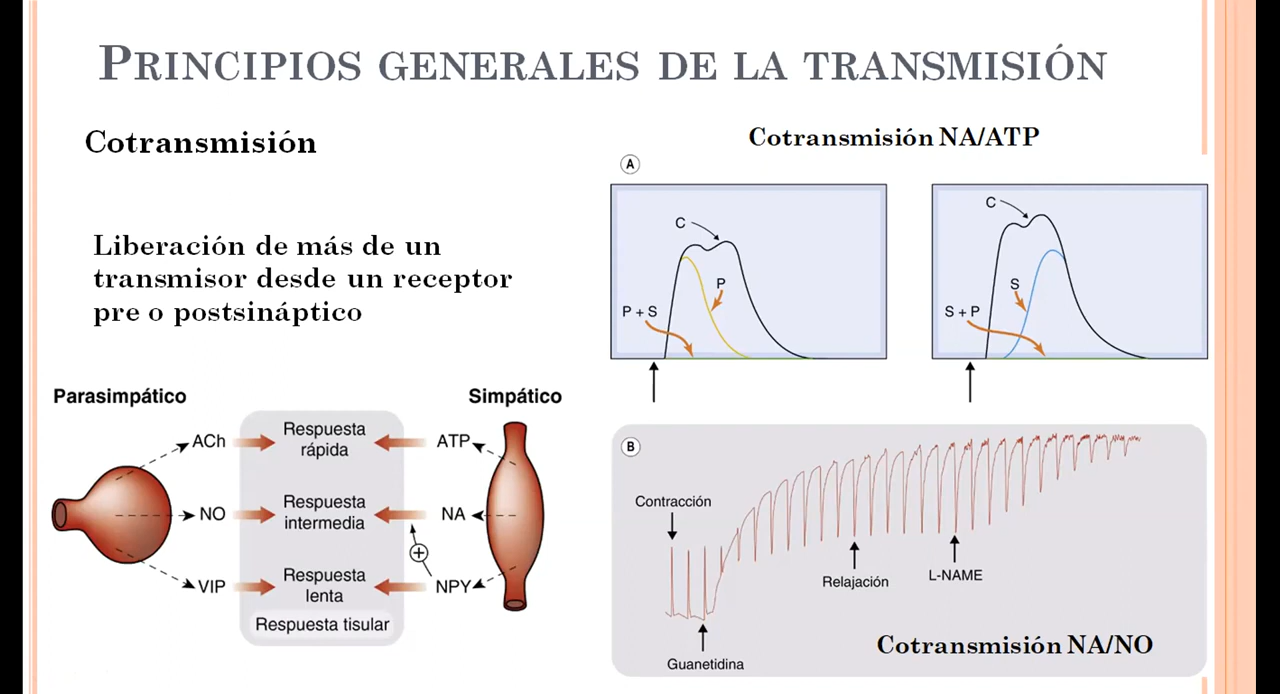 PRINCIPIOS GENERALES DE LA TRANSMISIÓN
Cotransmisión
Liberación de más de un
transmisor desde un receptor
pre o postsináptico
Parasimpático
Simpático
ACh
Respuesta
rápida
ATP
NO
Respuesta
intermedia
NA
+
VIP
Respuesta
lenta
NPY
Respuesta tisular
Cotransmisión NA/ATP
A
C
P
P + S
C
S
S + P
B
Contracción
Relajación
L-NAME
Guanetidina
Cotransmisión NA/NO